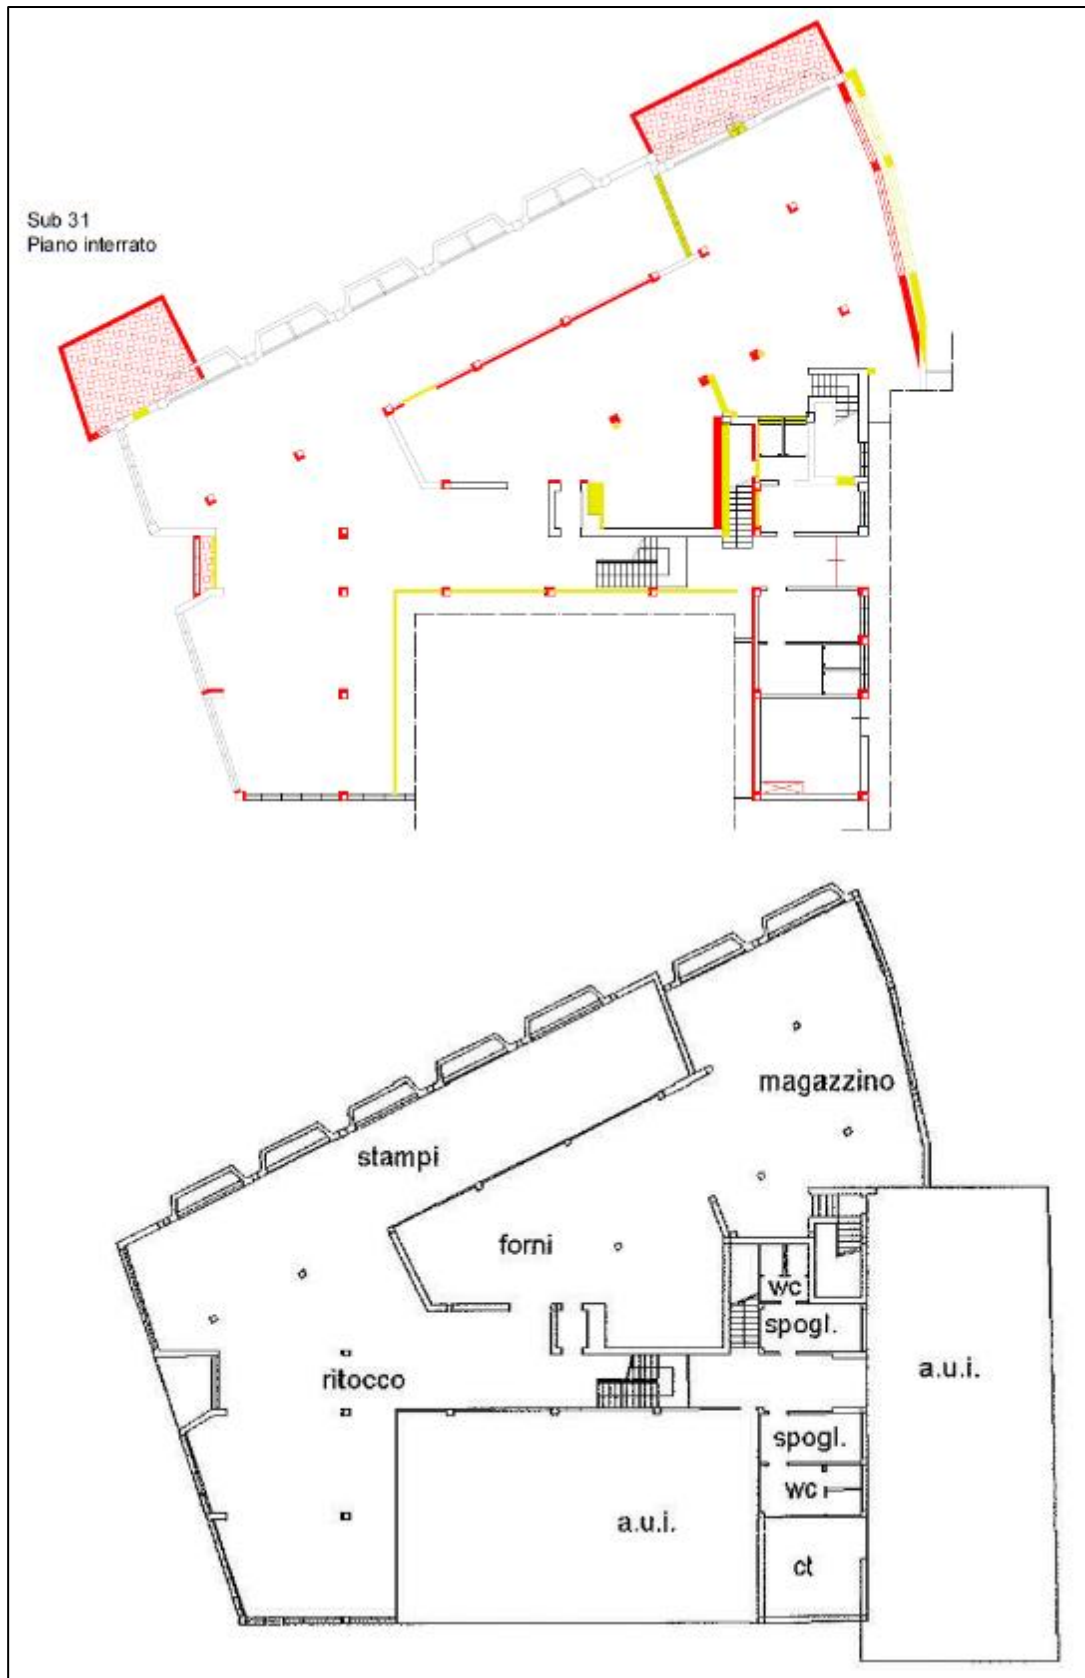 Sub 31
Piano interrato
magazzino
stampi
forni
wc
spogl.
a.u.i.
ritocco
spogl.
wc
a.u.i.
ct